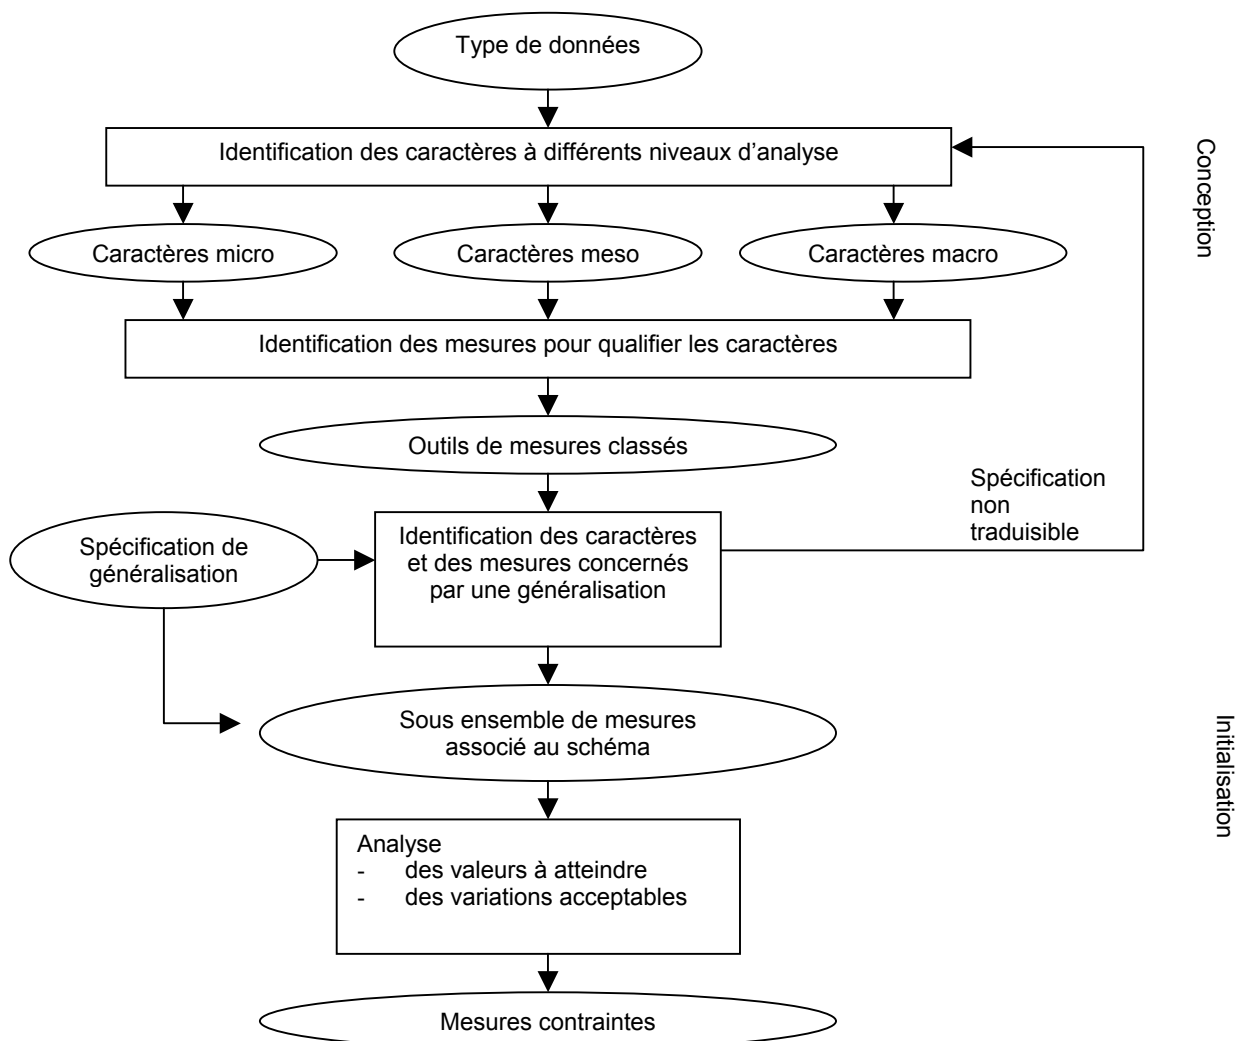 Type de données
Identification des caractères à différents niveaux d'analyse
Conception
Caractères micro
Caractères meso
Caractères macro
Identification des mesures pour qualifier les caractères
Outils de mesures classés
Spécification
non
traduisible
Spécification de
généralisation
Identification des caractères
et des mesures concernés
par une généralisation
Sous ensemble de mesures
associé au schéma
Initialisation
Analyse
- des valeurs à atteindre
- des variations acceptables
Mesures contraintes